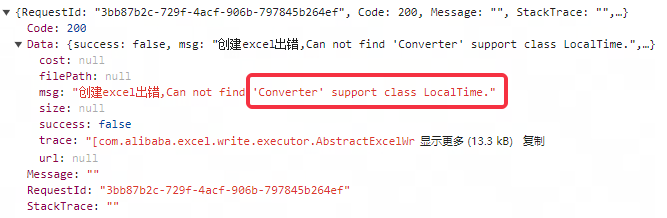 ▼ {RequestId: "3bb87b2c-729f-4acf-906b-797845b264ef", Code: 200, Message: "", StackTrace: "",…}
Code: 200
▼ Data: {success: false, msg: "创建excel出错,Can not find 'Converter' support class LocalTime.",…}
cost: null
filePath: null
msg: "创建excel出错,Can not find 'Converter' support class LocalTime."
size: null
success: false
trace: "[com.alibaba.excel.write.executor.AbstractExcelWr 显示更多 (13.3 kB) 复制
url: null
Message: ""
RequestId: "3bb87b2c-729f-4acf-906b-797845b264ef"
StackTrace: ""